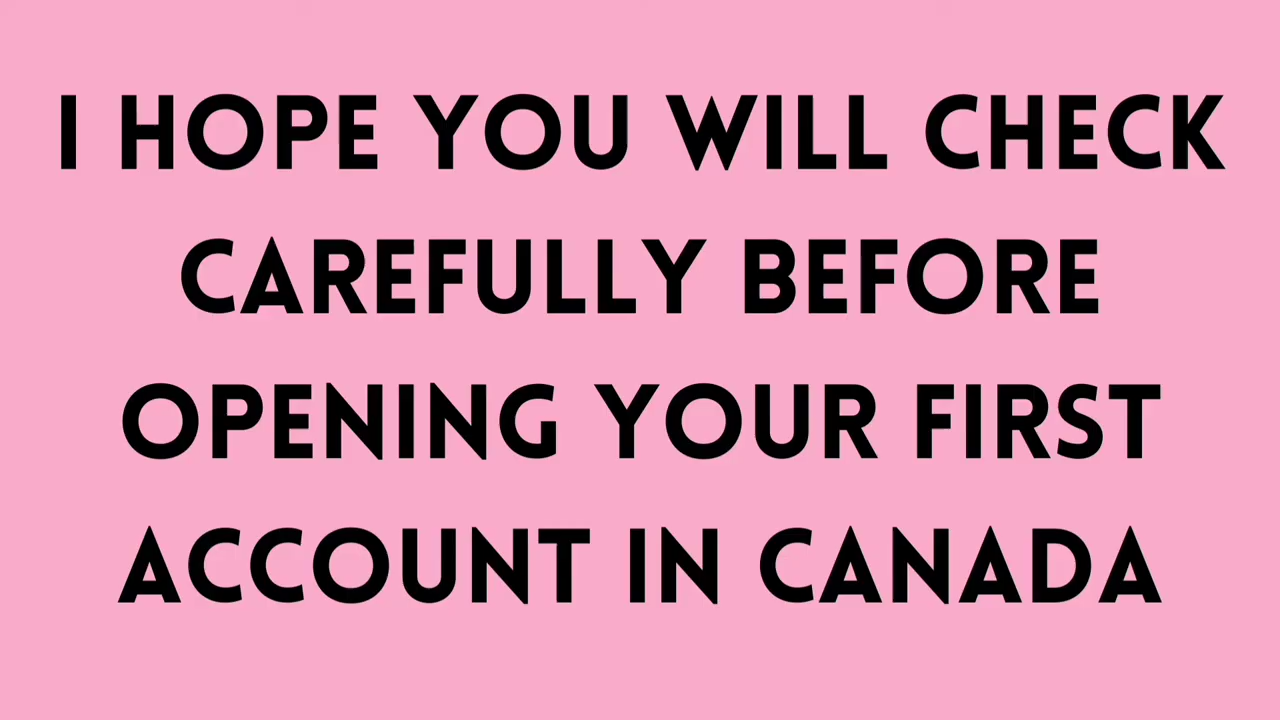 I HOPE YOU WILL CHECK
CAREFULLY BEFORE
OPENING YOUR FIRST
ACCOUNT IN CANADA